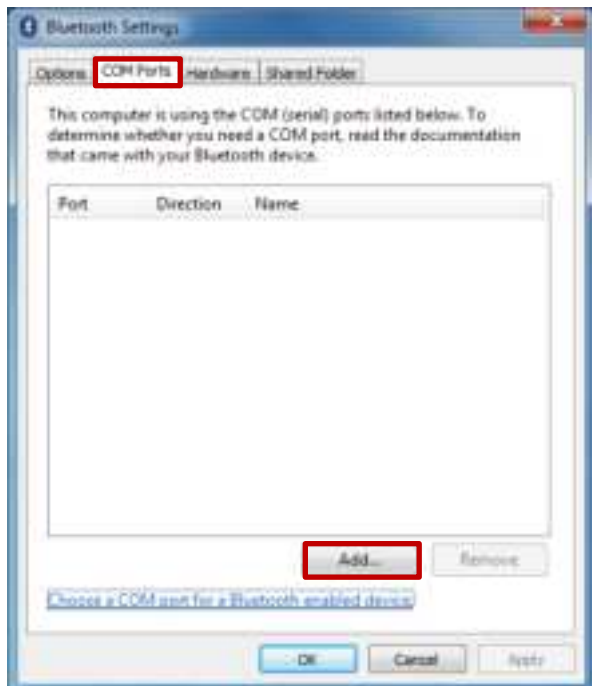 Bluetooth Settings
Options COM Ports Hardware Shared Folder
This computer is using the COM (serial) ports listed below. To
determine whether you need a COM port, read the documentation
that came with your Bluetooth device.
Port Direction Name
Add... Remove
Choose a COM port for a Bluetooth enabled device
OK Cancel Apply